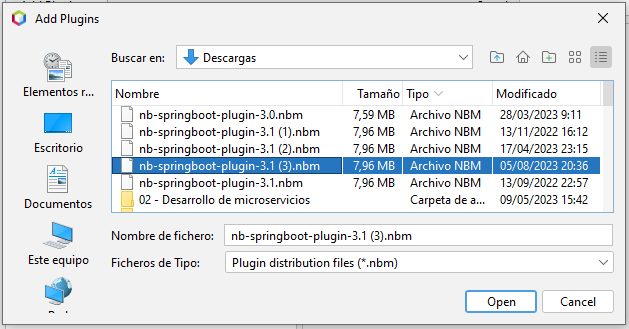 Add Plugins
Buscar en: Descargas
Elementos r...
Escritorio
Documentos
Este equipo
Nombre Tamaño Tipo Modificado
nb-springboot-plugin-3.0.nbm 7,59 MB Archivo NBM 28/03/2023 9:11
nb-springboot-plugin-3.1 (1).nbm 7,96 MB Archivo NBM 13/11/2022 16:12
nb-springboot-plugin-3.1 (2).nbm 7,96 MB Archivo NBM 17/04/2023 23:15
nb-springboot-plugin-3.1 (3).nbm 7,96 MB Archivo NBM 05/08/2023 20:36
nb-springboot-plugin-3.1.nbm 7,96 MB Archivo NBM 13/09/2022 22:57
02 - Desarrollo de microservicios Carpeta de a... 09/05/2023 15:42
Nombre de fichero: nb-springboot-plugin-3.1 (3).nbm
Ficheros de Tipo: Plugin distribution files (*.nbm)
Open Cancel